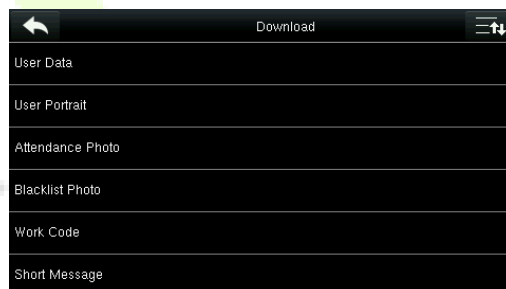 Download
User Data
User Portrait
Attendance Photo
Blacklist Photo
Work Code
Short Message